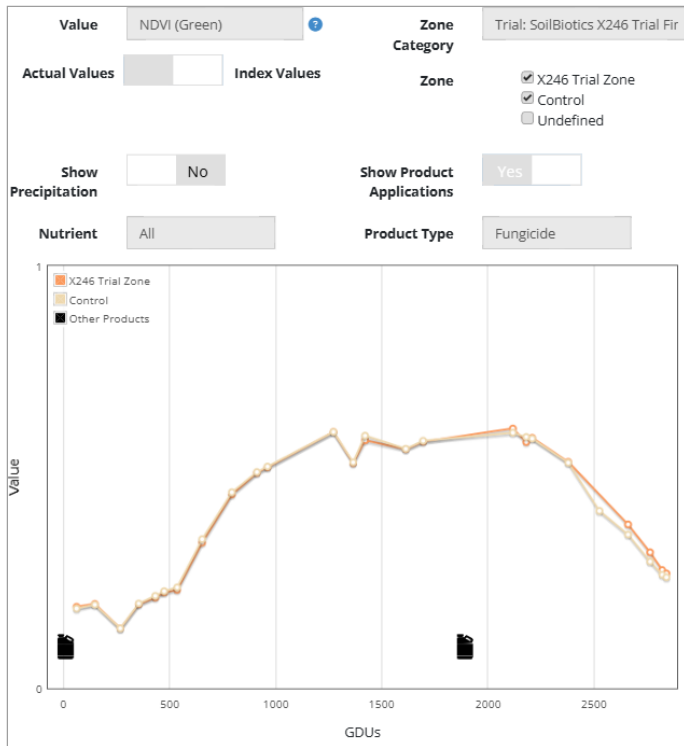 Value
NDVI (Green)
?
Zone
Category
Trial: SoilBiotics X246 Trial Fir
Actual Values
Index Values
Zone
X246 Trial Zone
Control
Undefined
Show
Precipitation
No
Show Product
Applications
Yes
Nutrient
All
Product Type
Fungicide
1
X246 Trial Zone
Control
Other Products
Value
0
0
500
1000
1500
2000
2500
GDUs